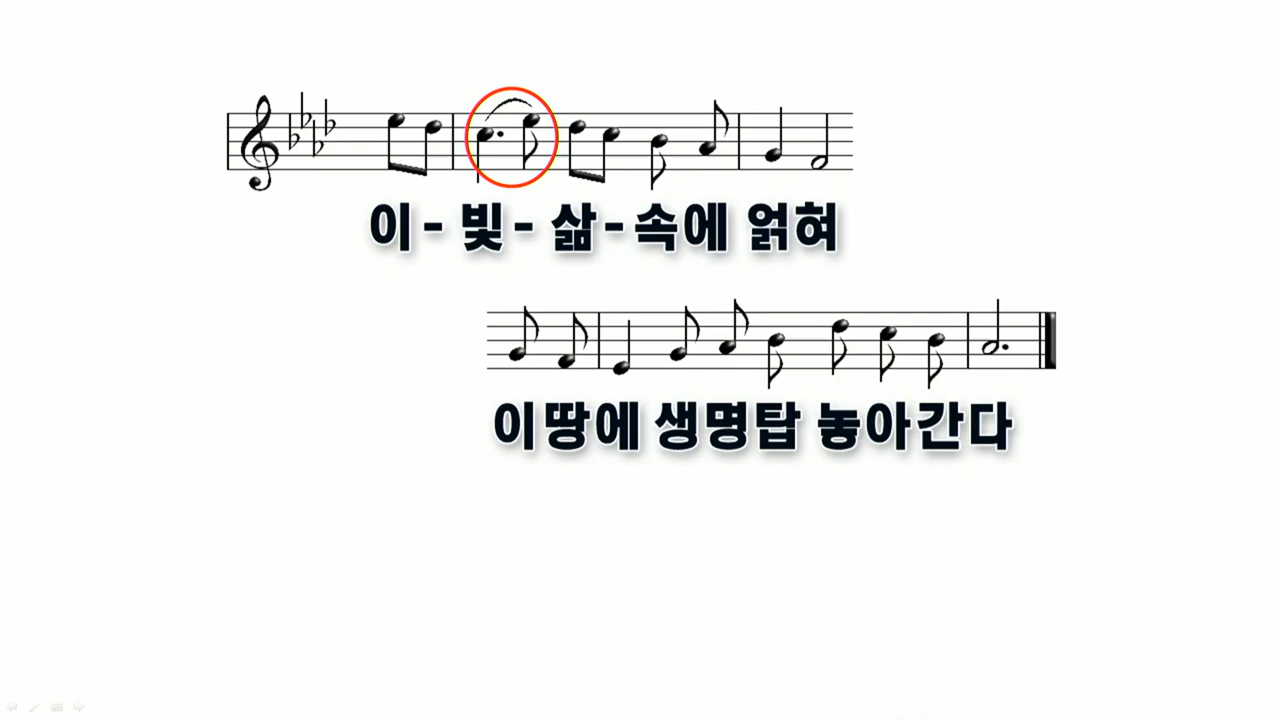 이- 빛- 삶-속에 얽혀
이땅에 생명탑 놓아간다